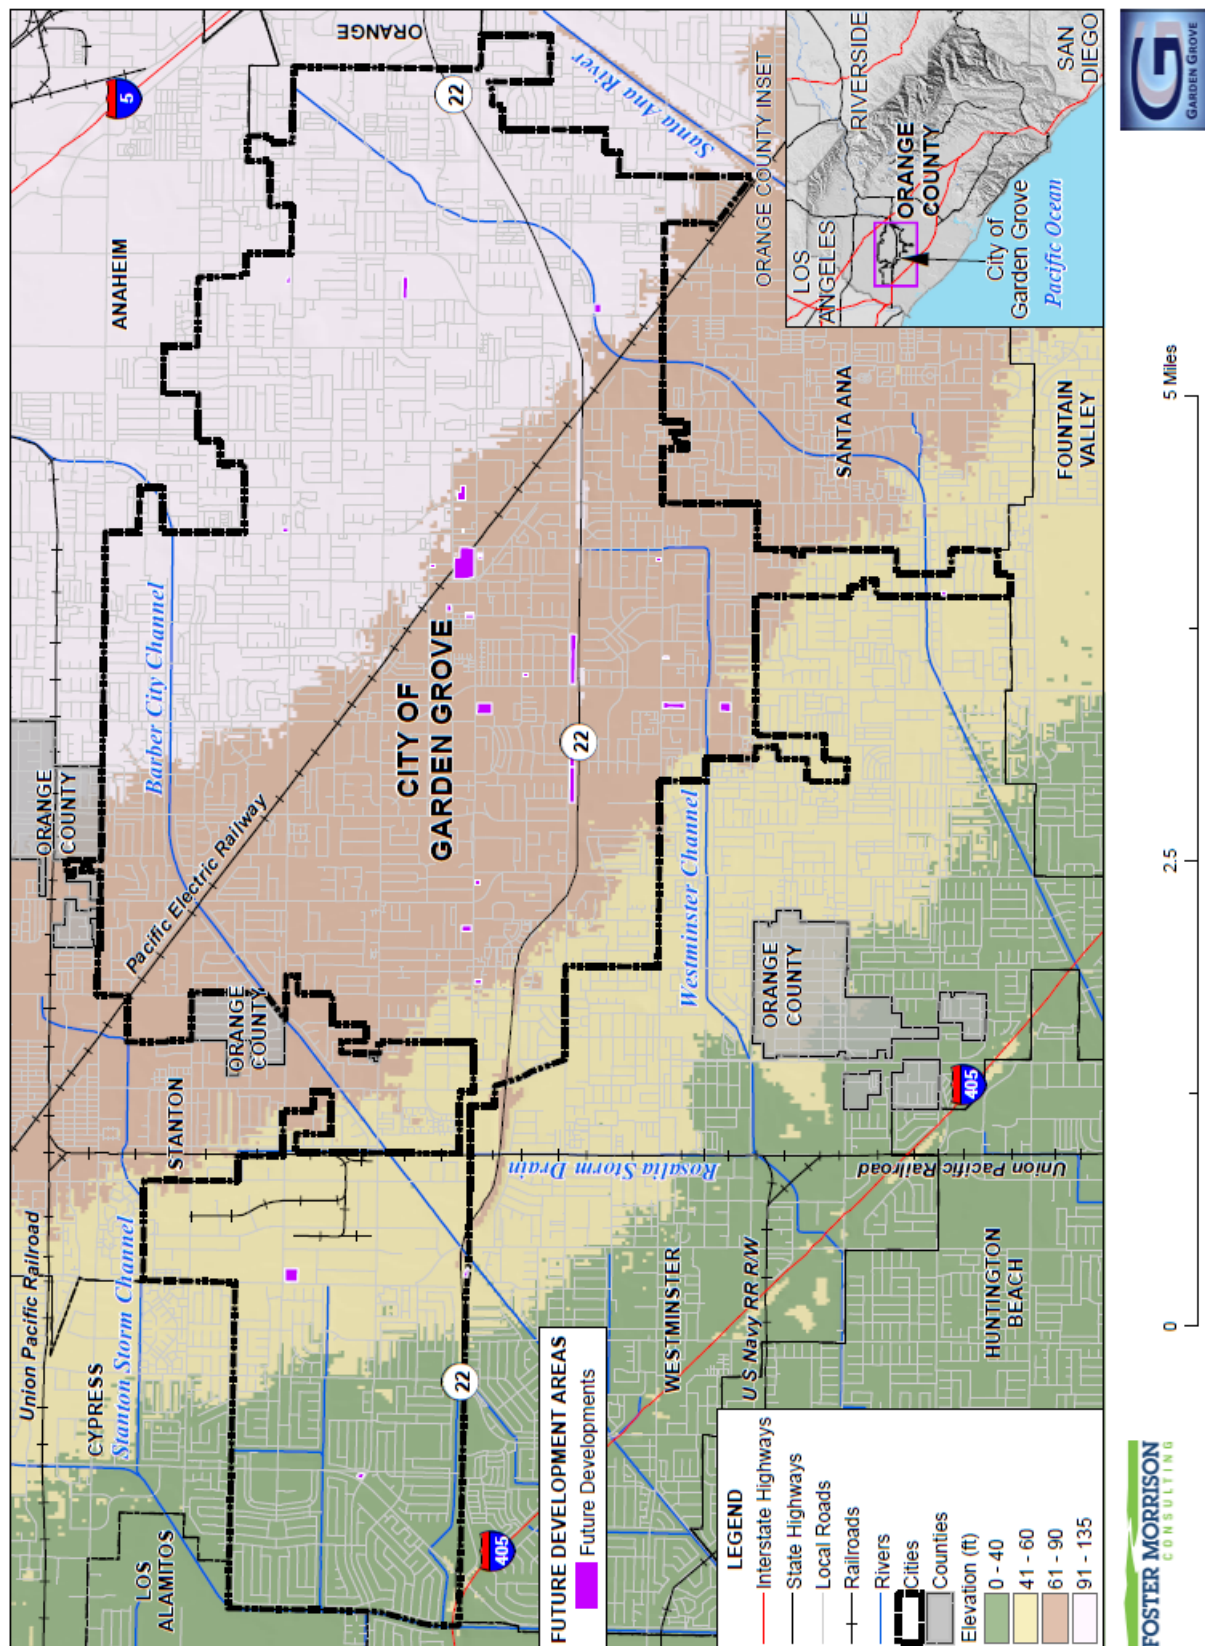 ORANGE
5
ANAHEIM
22
Santa Ana River
ORANGE COUNTY INSET
RIVERSIDE
LOS
ANGELES
ORANGE
COUNTY
SAN
DIEGO
City of
Garden Grove
Pacific Ocean
ORANGE
COUNTY
Barber City Channel
CITY OF
GARDEN GROVE
Pacific Electric Railway
22
SANTA ANA
FOUNTAIN
VALLEY
Westminster Channel
ORANGE
COUNTY
ORANGE
COUNTY
STANTON
405
Rosalia Storm Drain
Union Pacific Railroad
Union Pacific Railroad
Stanton Storm Channel
CYPRESS
LOS
ALAMITOS
22
405
WESTMINSTER
U S Navy RR R/W
HUNTINGTON
BEACH
FUTURE DEVELOPMENT AREAS
Future Developments
LEGEND
Interstate Highways
State Highways
Local Roads
Railroads
Rivers
Cities
Counties
Elevation (ft)
0 - 40
41 - 60
61 - 90
91 - 135
FOSTER MORRISON
CONSULTING
0
2.5
5 Miles
G
GARDEN GROVE